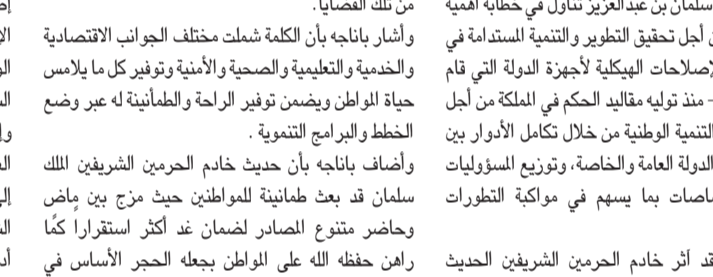 سلمان بن عبدالعزيز تناول في خطابه أهمية
أجل تحقيق التطوير والتنمية المستدامة في
الهيكلية لأجهزة الدولة التي قام
- منذ توليه مقاليد الحكم في المملكة من أجل
التنمية الوطنية من خلال تكامل الأدوار بين
الدولة العامة والخاصة، وتوزيع المسؤوليات
بما يسهم في مواكبة التطورات
قد آثر خادم الحرمين الشريفين الحديث
من تلك القضايا.
وأشار باناجه بأن الكلمة شملت مختلف الجوانب الاقتصادية
والخدمية والتعليمية والصحية والأمنية وتوفير كل ما يلامس
حياة المواطن ويضمن توفير الراحة والطمأنينة له عبر وضع
الخطط والبرامج التنموية .
وأضاف باناجه بأن حديث خادم الحرمين الشريفين الملك
سلمان قد بعث طمانينة للمواطنين حيث مزج بين ماض
وحاضر متنوع المصادر لضمان غد أكثر استقرارا كما
راهن حفظه الله على المواطن بجعله الحجر الأساس في